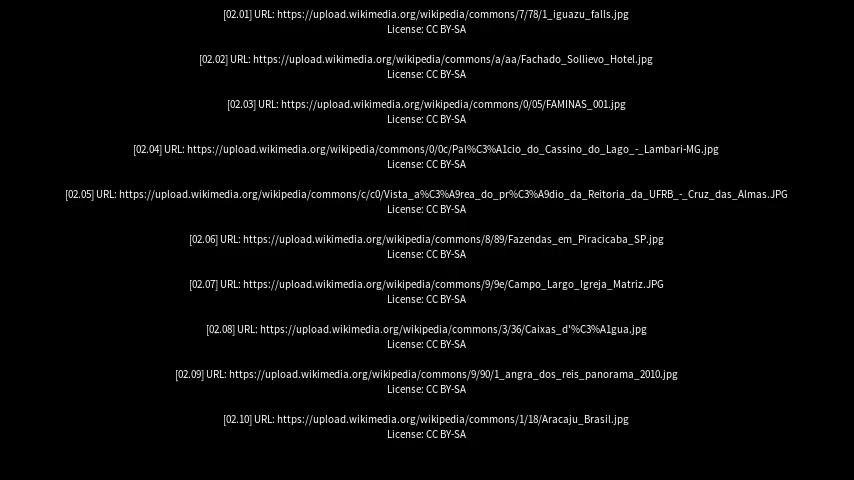 [02.01] URL: https://upload.wikimedia.org/wikipedia/commons/7/78/1_iguazu_falls.jpg
License: CC BY-SA
[02.02] URL: https://upload.wikimedia.org/wikipedia/commons/a/aa/Fachado_Sollievo_Hotel.jpg
License: CC BY-SA
[02.03] URL: https://upload.wikimedia.org/wikipedia/commons/0/05/FAMINAS_001.jpg
License: CC BY-SA
[02.04] URL: https://upload.wikimedia.org/wikipedia/commons/0/0c/Pal%C3%A1cio_do_Cassino_do_Lago_-_Lambari-MG.jpg
License: CC BY-SA
[02.05] URL: https://upload.wikimedia.org/wikipedia/commons/c/c0/Vista_a%C3%A9rea_do_pr%C3%A9dio_da_Reitoria_da_UFRB_-_Cruz_das_Almas.JPG
License: CC BY-SA
[02.06] URL: https://upload.wikimedia.org/wikipedia/commons/8/89/Fazendas_em_Piracicaba_SP.jpg
License: CC BY-SA
[02.07] URL: https://upload.wikimedia.org/wikipedia/commons/9/9e/Campo_Largo_Igreja_Matriz.JPG
License: CC BY-SA
[02.08] URL: https://upload.wikimedia.org/wikipedia/commons/3/36/Caixas_d'%C3%A1gua.jpg
License: CC BY-SA
[02.09] URL: https://upload.wikimedia.org/wikipedia/commons/9/90/1_angra_dos_reis_panorama_2010.jpg
License: CC BY-SA
[02.10] URL: https://upload.wikimedia.org/wikipedia/commons/1/18/Aracaju_Brasil.jpg
License: CC BY-SA